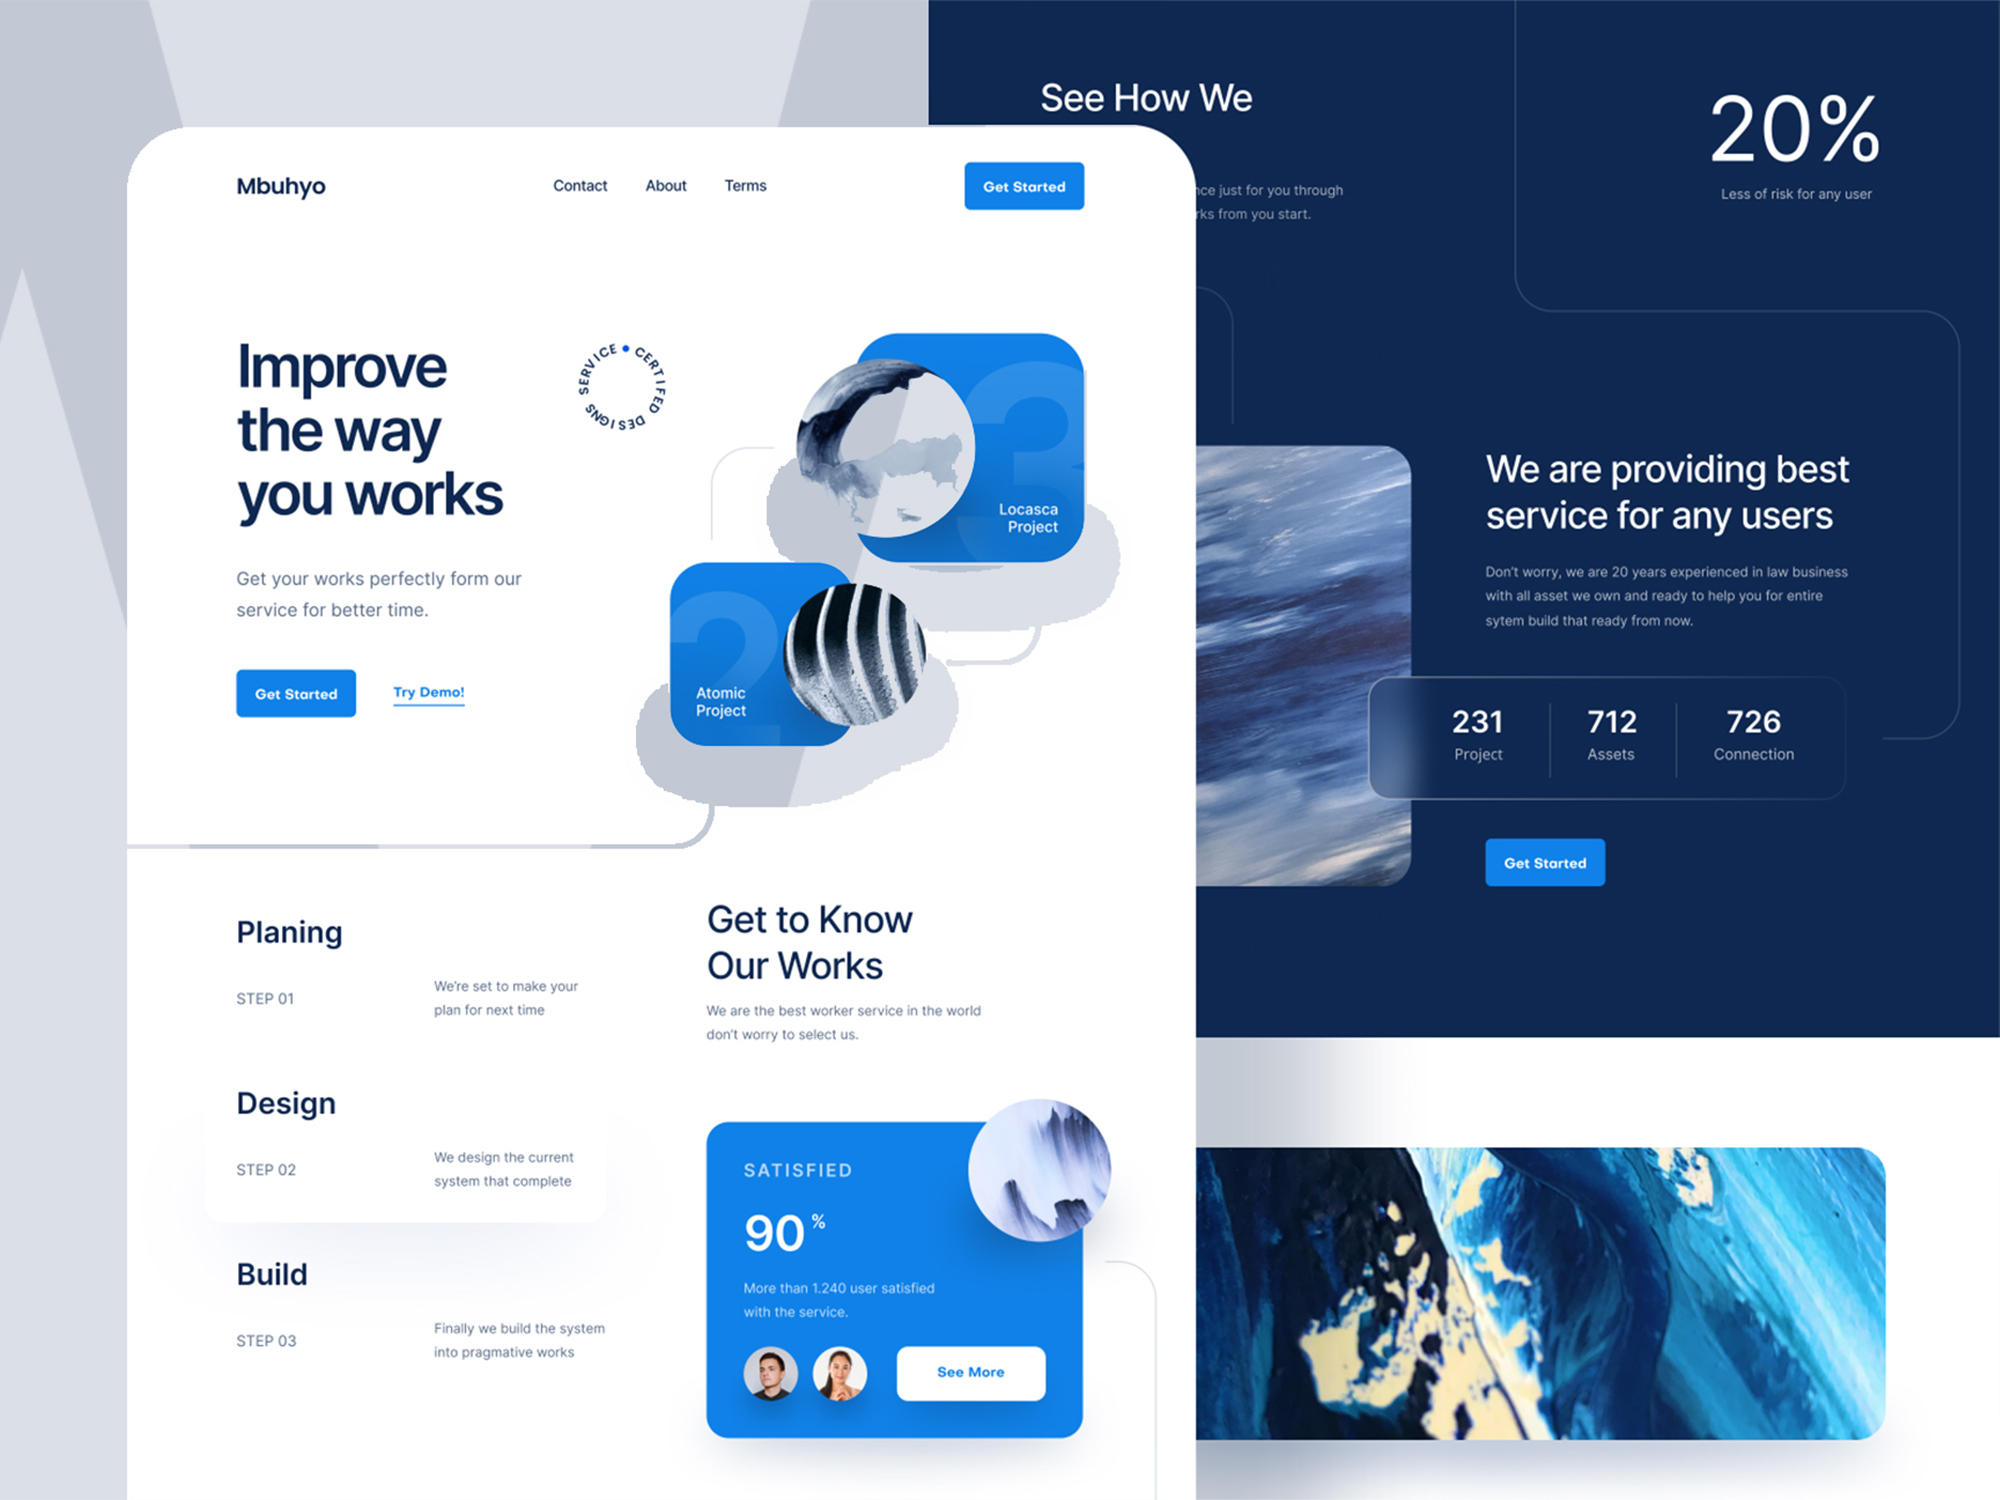 Mbuhyo
Contact
About
Terms
Get Started
Improve
the way
you works
SERVICE • CERTIFIED DESIGNS
Get your works perfectly form our
service for better time.
Get Started
Try Demo!
3
Locasca
Project
2
Atomic
Project
Planing
STEP 01
We're set to make your
plan for next time
Design
STEP 02
We design the current
system that complete
Build
STEP 03
Finally we build the system
into pragmative works
Get to Know
Our Works
We are the best worker service in the world
don't worry to select us.
SATISFIED
90%
More than 1.240 user satisfied
with the service.
See More
See How We
just for you through
from you start.
20%
Less of risk for any user
We are providing best
service for any users
Don't worry, we are 20 years experienced in law business
with all asset we own and ready to help you for entire
sytem build that ready from now.
231
Project
712
Assets
726
Connection
Get Started